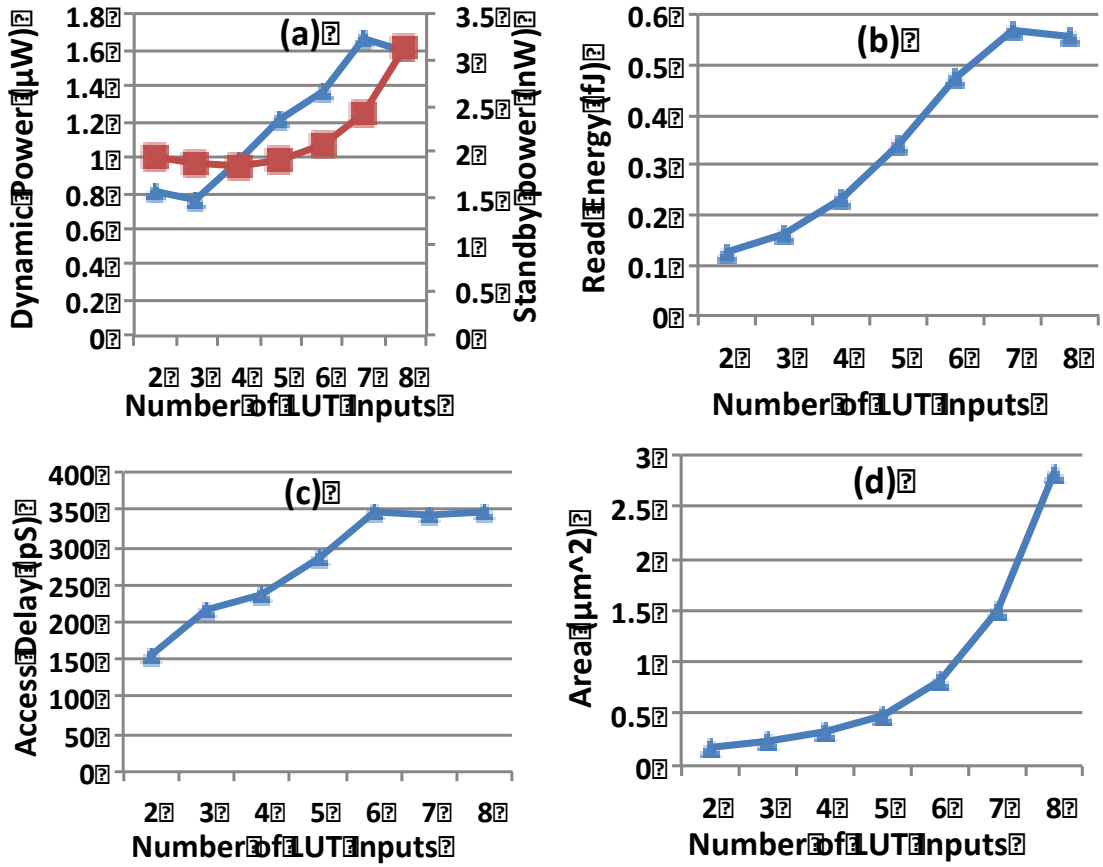 (a)
Dynamic Power (µW)
1.8
1.6
1.4
1.2
1
0.8
0.6
0.4
0.2
0
Standby power (nW)
3.5
3
2.5
2
1.5
1
0.5
0
2 3 4 5 6 7 8
Number of LUT Inputs
(b)
Read Energy (fJ)
0.6
0.5
0.4
0.3
0.2
0.1
0
2 3 4 5 6 7 8
Number of LUT Inputs
(c)
Access Delay (pS)
400
350
300
250
200
150
100
50
0
2 3 4 5 6 7 8
Number of LUT Inputs
(d)
Area (µm^2)
3
2.5
2
1.5
1
0.5
0
2 3 4 5 6 7 8
Number of LUT Inputs